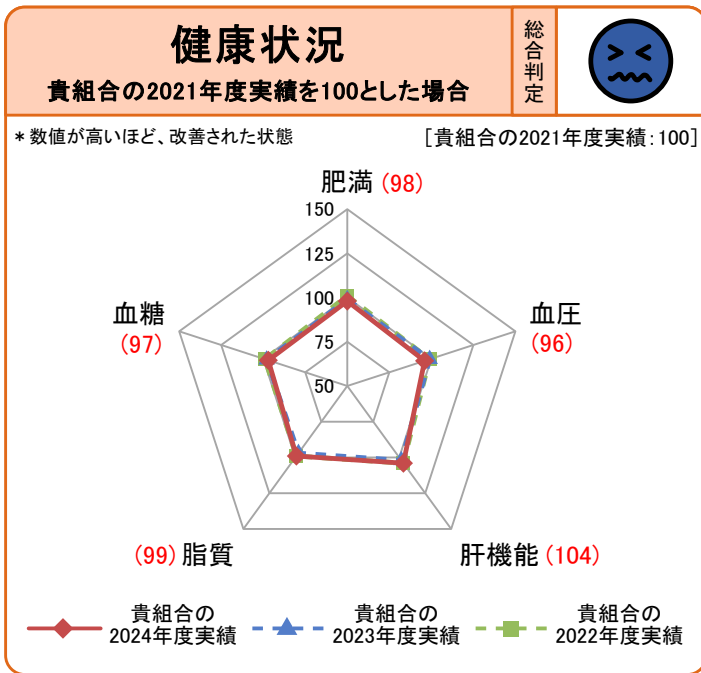 健康状況
貴組合の2021年度実績を100とした場合
総合判定
＊数値が高いほど、改善された状態
［貴組合の2021年度実績：100］
肥満 (98)
150
125
100
75
50
血糖
(97)
血圧
(96)
(99) 脂質
肝機能 (104)
貴組合の
2024年度実績
貴組合の
2023年度実績
貴組合の
2022年度実績